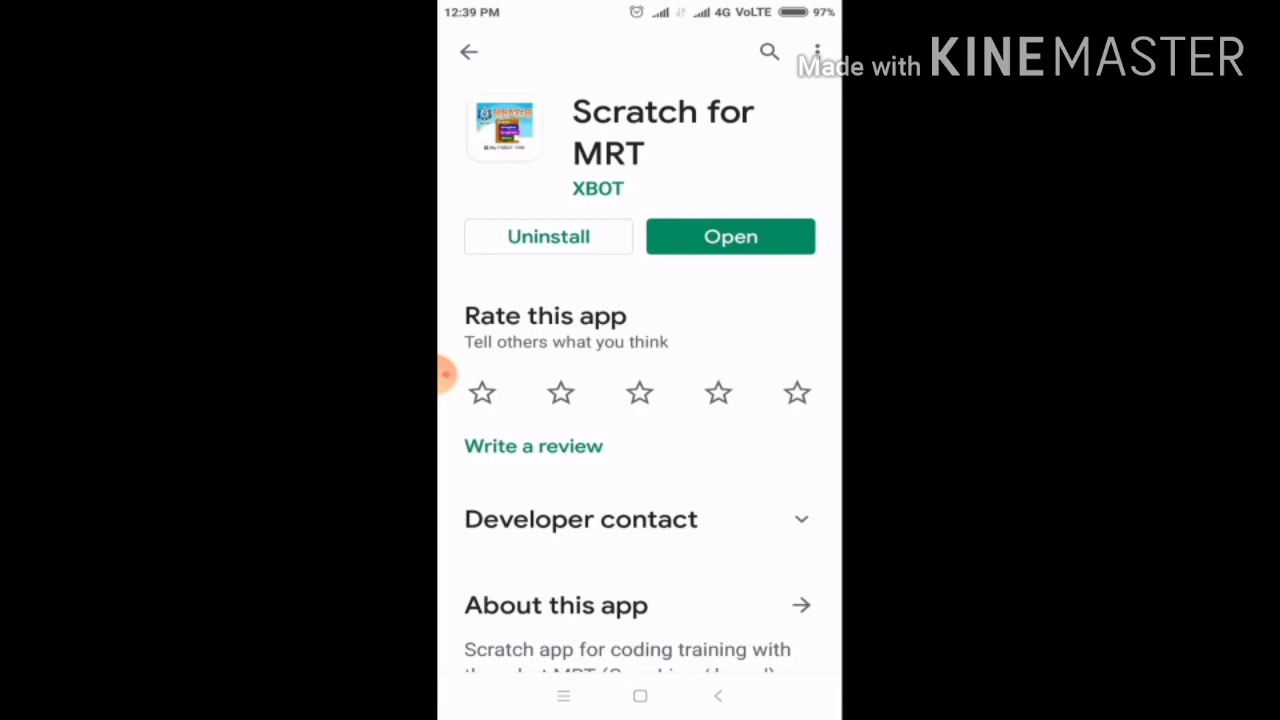 12:39 PM
4G VoLTE 97%
Made with KINEMASTER
SCRATCH
Scratch for
MRT
XBOT
Uninstall
Open
Rate this app
Tell others what you think
Write a review
Developer contact
About this app
Scratch app for coding training with